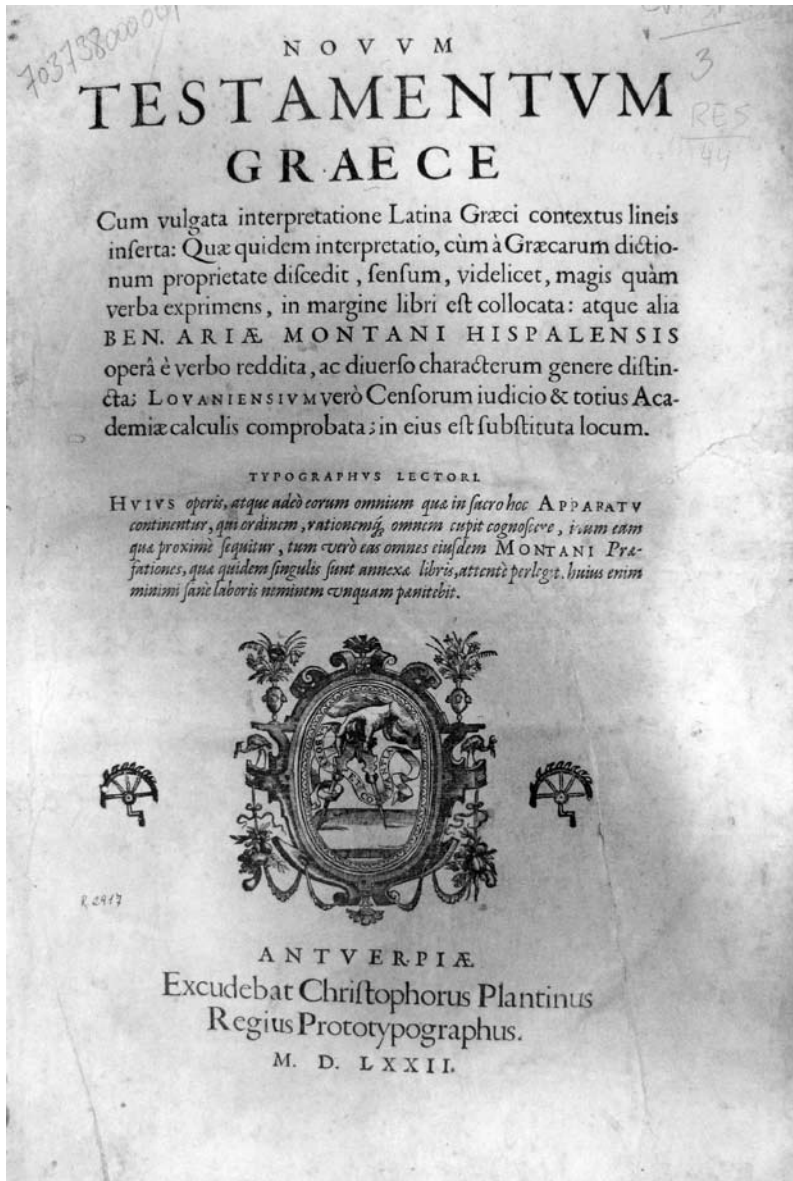 703738000001
3
RES
44
NOVVM
TESTAMENTVM
GRAECE
Cum vulgata interpretatione Latina Græci contextus lineis
inſerta: Quæ quidem interpretatio, cùm à Græcarum dictio-
num proprietate diſcedit, ſenſum, videlicet, magis quàm
verba exprimens, in margine libri eſt collocata: atque alia
BEN. ARIÆ MONTANI HISPALENSIS
operâ è verbo reddita, ac diuerſo characterum genere diſtin-
cta; LOVANIENSIVM verò Cenſorum iudicio & totius Aca-
demiæ calculis comprobata; in eius eſt ſubſtituta locum.
TYPOGRAPHVS LECTORI.
HVIVS operis, atque adeò eorum omnium quæ in ſacro hoc APPARATV
continentur, qui ordinem, rationemq́; omnem cupit cognoſcere, tum eam
quæ proximè ſequitur, tum verò eas omnes eiuſdem MONTANI Præ-
fationes, quæ quidem ſingulis ſunt annexæ libris, attentè perlegat. huius enim
minimi ſanè laboris neminem vnquam pænitebit.
R. 2917
ANTVERPIÆ
Excudebat Chriſtophorus Plantinus
Regius Prototypographus.
M. D. LXXII.